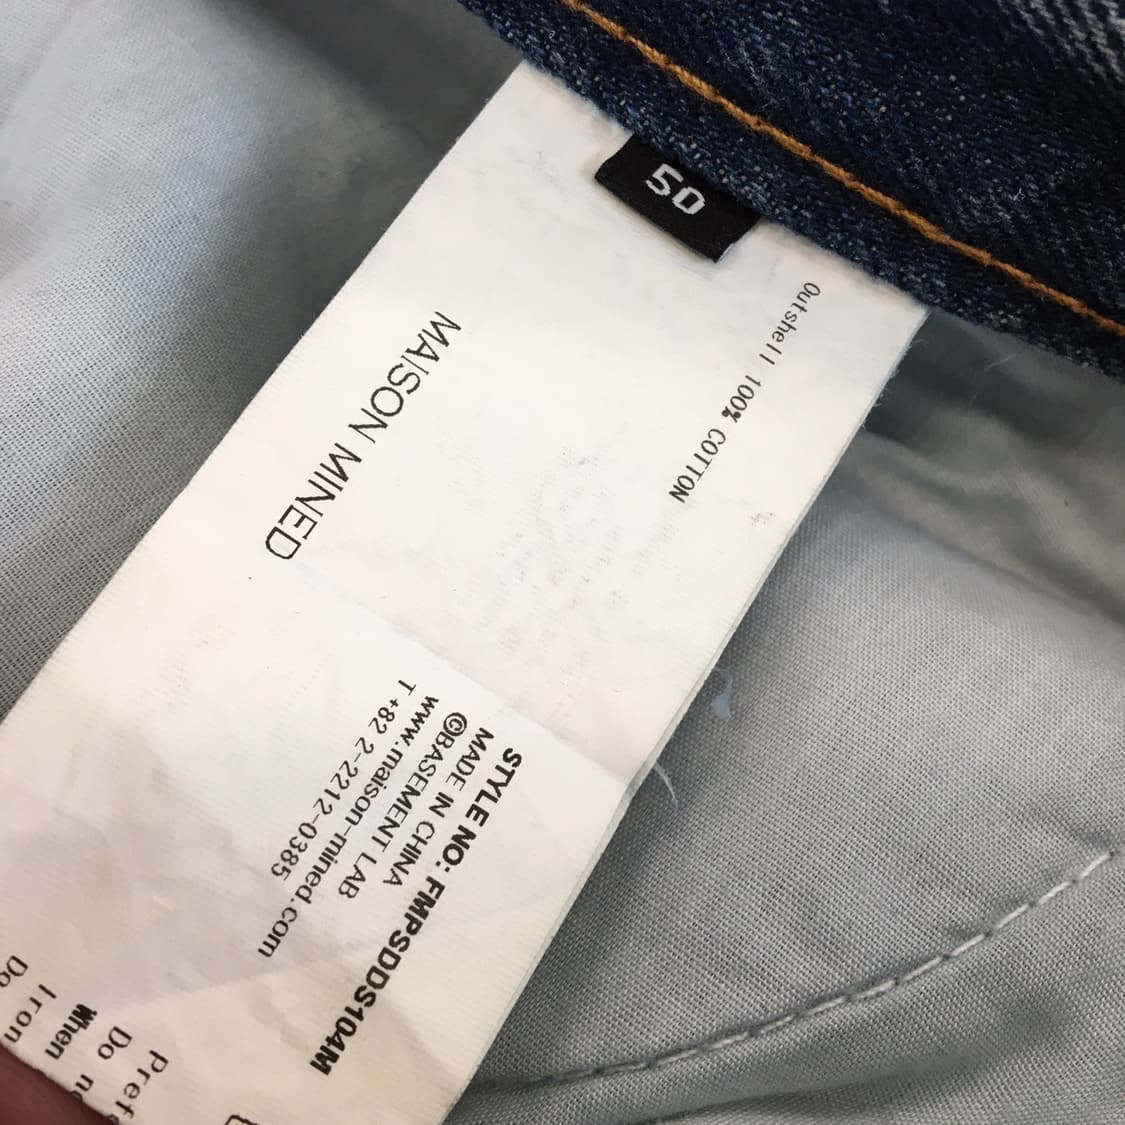 50
Outshell 100% COTTON
MAISON MINED
STYLE NO: FMPSDDS104M
MADE IN CHINA
©BASEMENT LAB
www.maison-mined.com
T +82 2-2212-0385
Do
When
Iron
Do